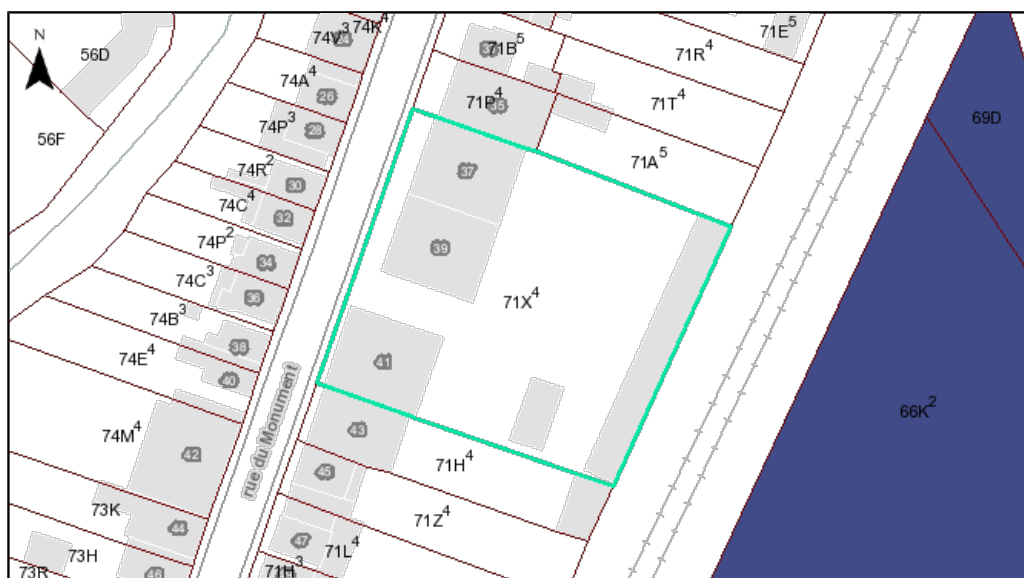 74V³ 74K⁴
24
71E⁵
N
37 71B⁵
56D
71R⁴
74A⁴
26
71P⁴
35
71T⁴
69D
74P³
28
56F
71A⁵
74R²
30
37
74C⁴
32
74P²
34
39
74C³
36
71X⁴
74B³
38
74E⁴
40
41
66K²
rue du Monument
74M⁴
42
43
71H⁴
45
73K
71Z⁴
44
47
71L⁴
73H
73R
46
71H³